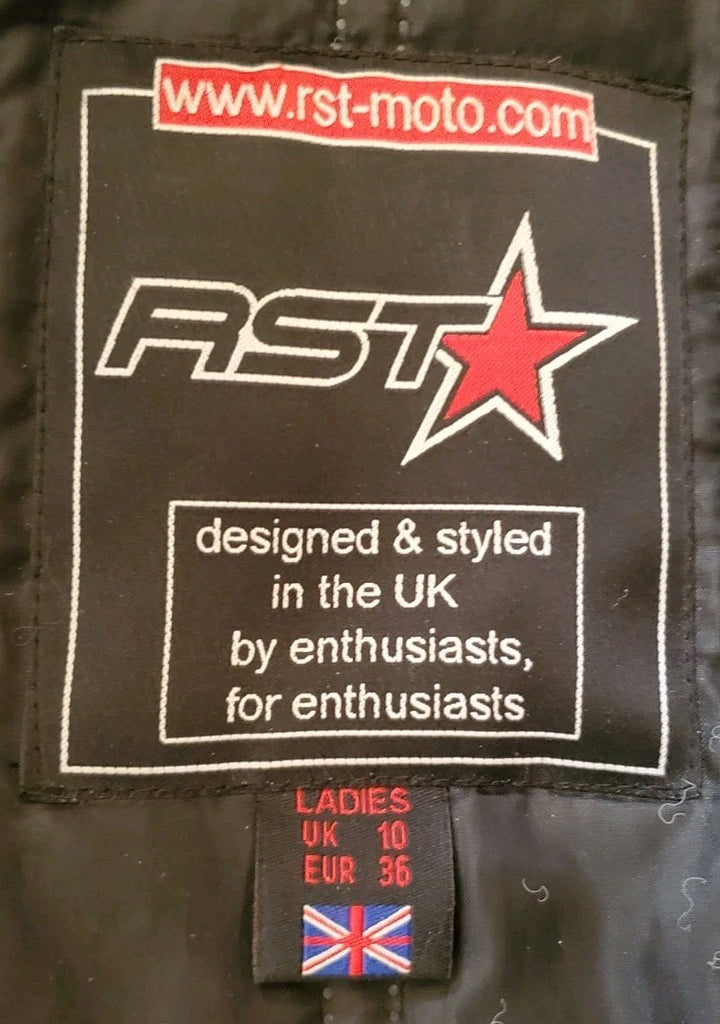 www.rst-moto.com
RST
designed & styled
in the UK
by enthusiasts,
for enthusiasts
LADIES
UK 10
EUR 36